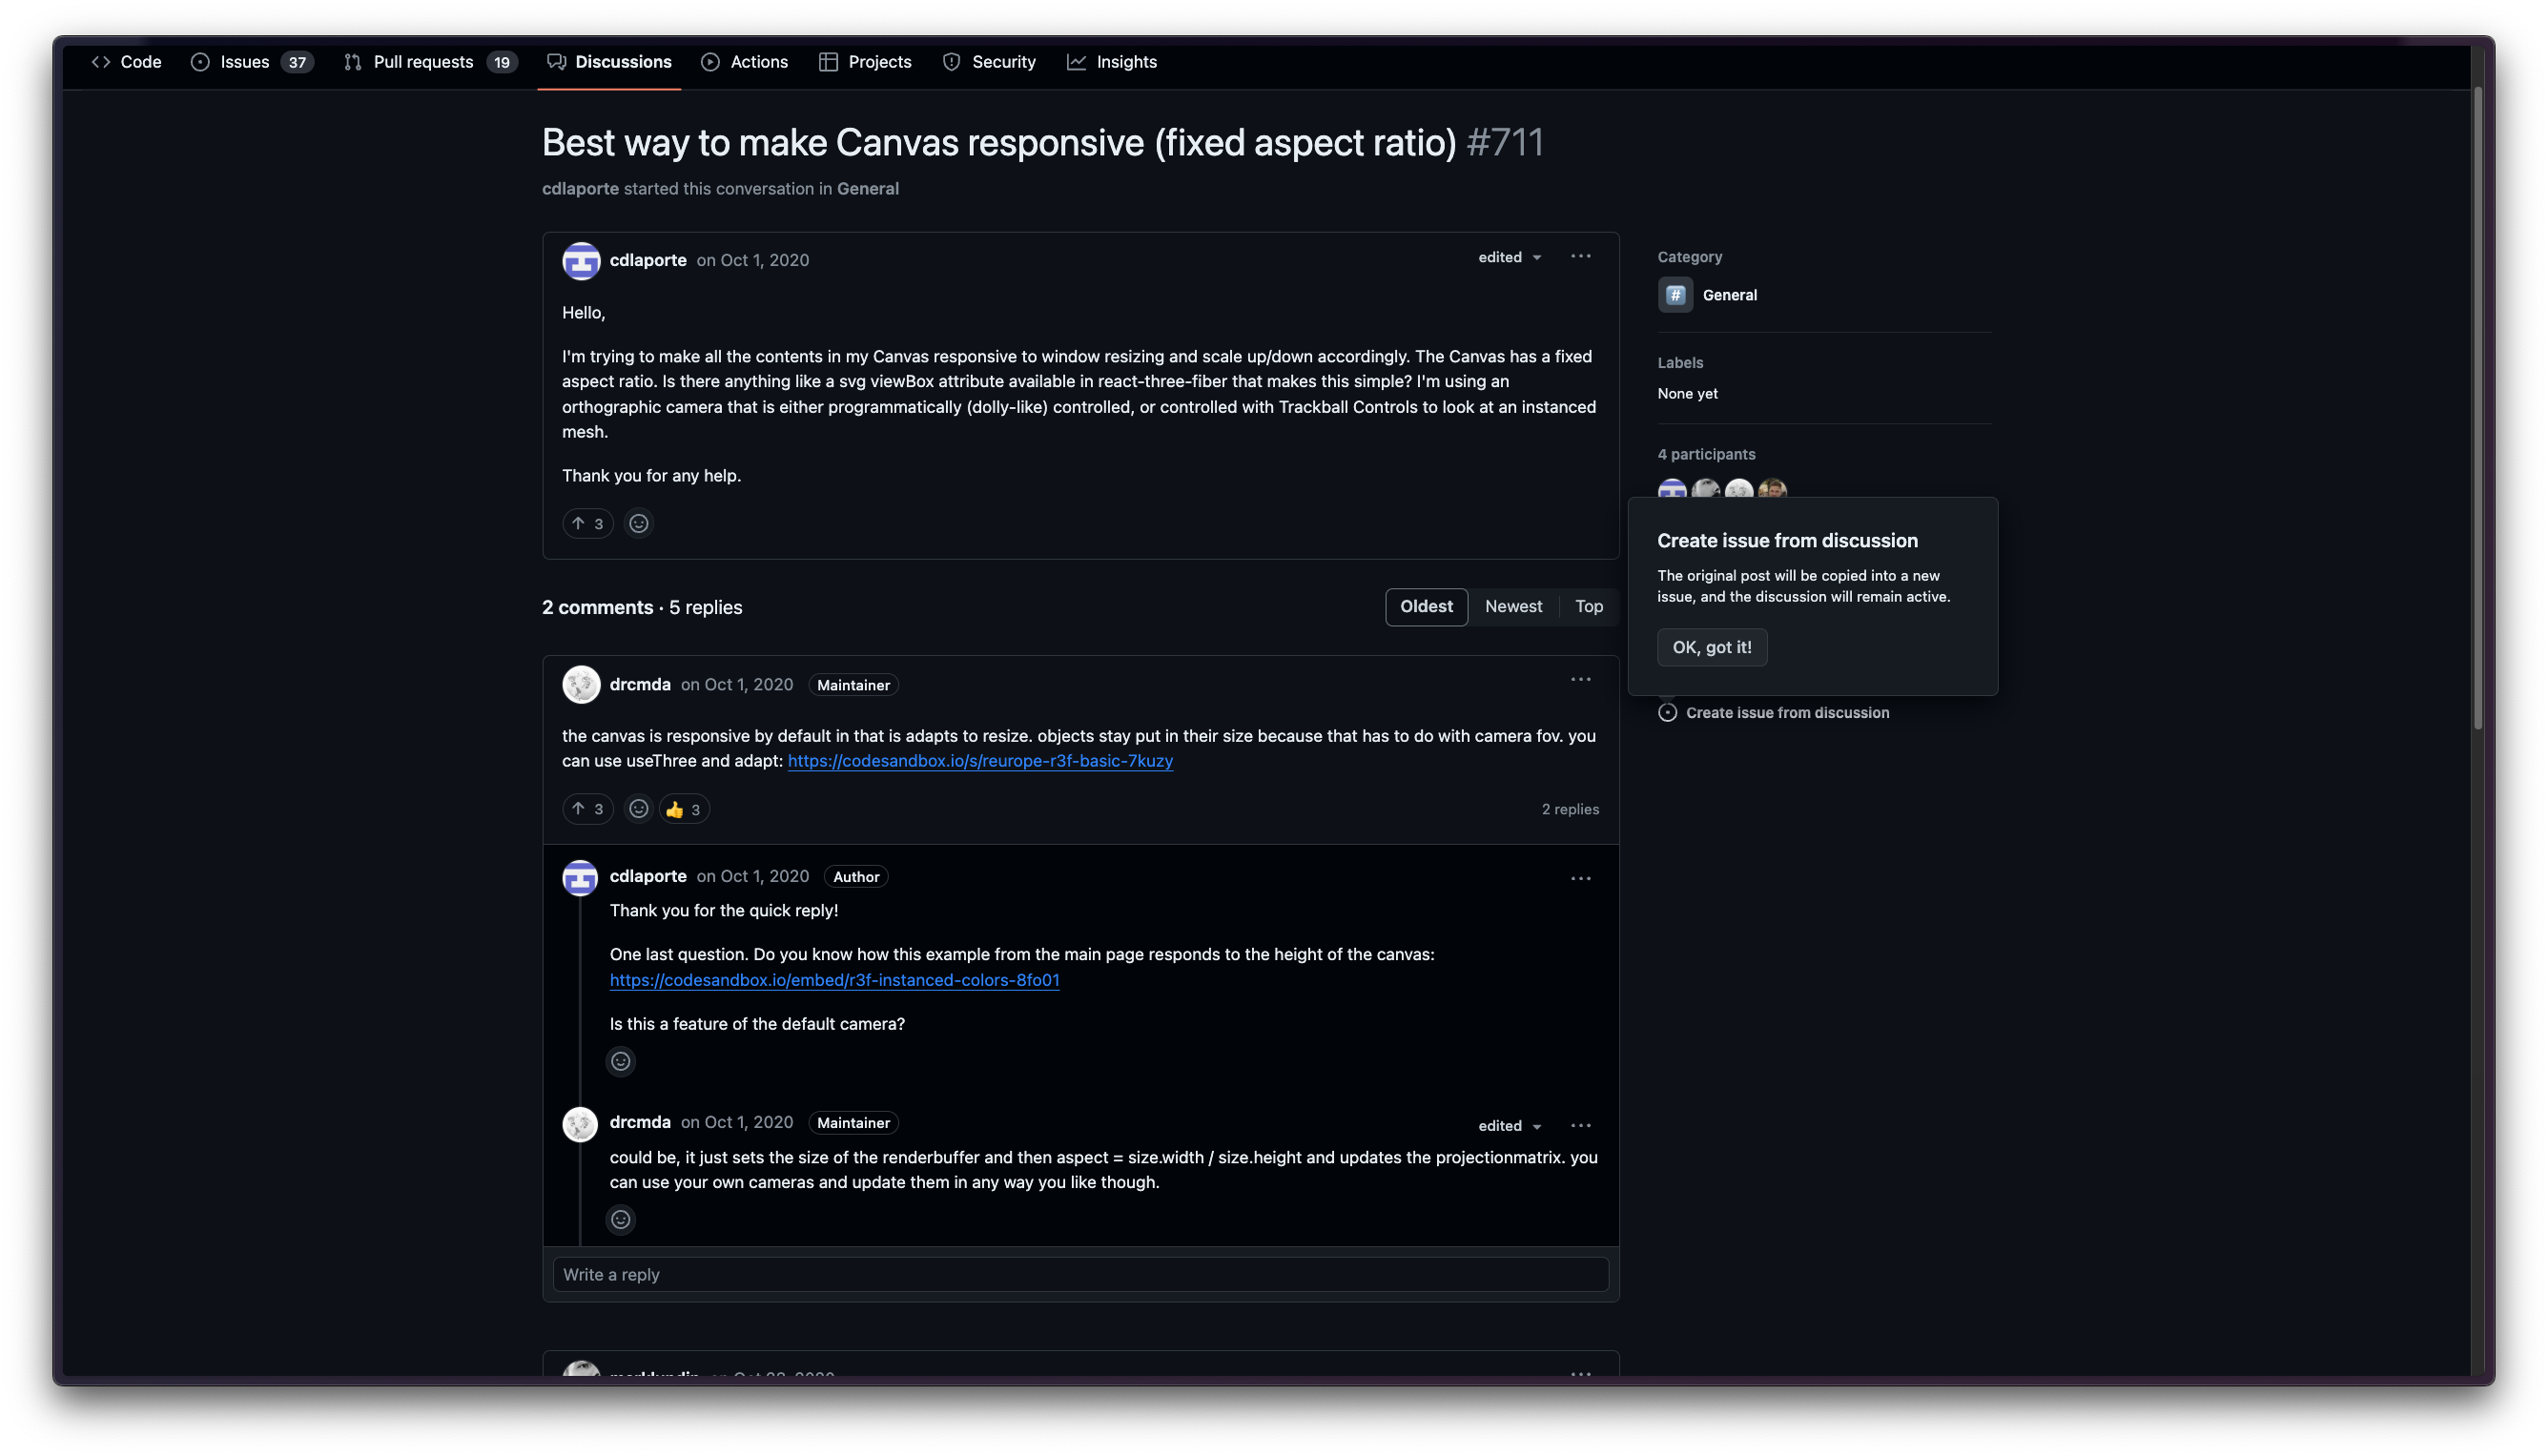 Code Issues 37 Pull requests 19 Discussions Actions Projects Security Insights
Best way to make Canvas responsive (fixed aspect ratio) #711
cdlaporte started this conversation in General
cdlaporte on Oct 1, 2020 edited
Hello,
I'm trying to make all the contents in my Canvas responsive to window resizing and scale up/down accordingly. The Canvas has a fixed
aspect ratio. Is there anything like a svg viewBox attribute available in react-three-fiber that makes this simple? I'm using an
orthographic camera that is either programmatically (dolly-like) controlled, or controlled with Trackball Controls to look at an instanced
mesh.
Thank you for any help.
3
2 comments · 5 replies
Oldest Newest Top
drcmda on Oct 1, 2020 Maintainer
the canvas is responsive by default in that is adapts to resize. objects stay put in their size because that has to do with camera fov. you
can use useThree and adapt: https://codesandbox.io/s/reurope-r3f-basic-7kuzy
3 👍 3 2 replies
cdlaporte on Oct 1, 2020 Author
Thank you for the quick reply!
One last question. Do you know how this example from the main page responds to the height of the canvas:
https://codesandbox.io/embed/r3f-instanced-colors-8fo01
Is this a feature of the default camera?
drcmda on Oct 1, 2020 Maintainer edited
could be, it just sets the size of the renderbuffer and then aspect = size.width / size.height and updates the projectionmatrix. you
can use your own cameras and update them in any way you like though.
Write a reply
Category
# General
Labels
None yet
4 participants
Create issue from discussion
The original post will be copied into a new
issue, and the discussion will remain active.
OK, got it!
Create issue from discussion